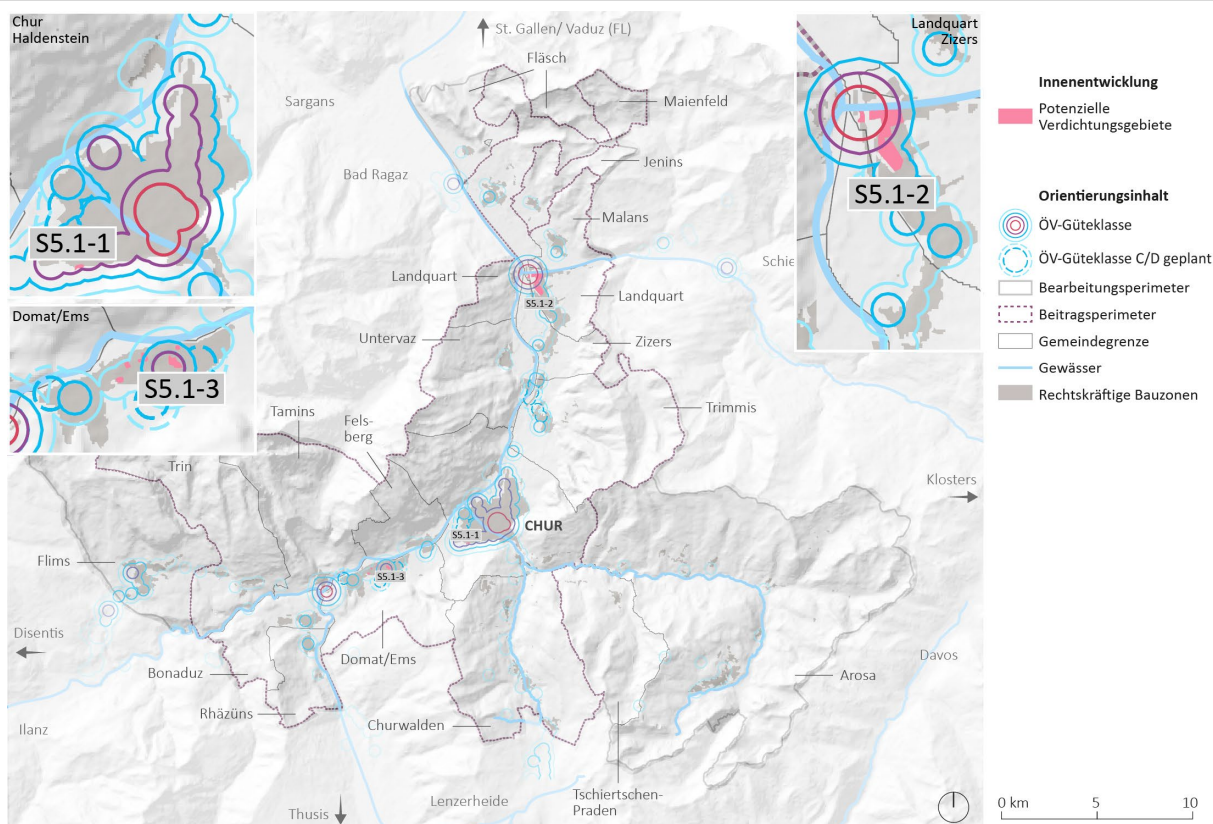 Chur
Haldenstein
S5.1-1
Domat/Ems
S5.1-3
St. Gallen/ Vaduz (FL)
Fläsch
Sargans
Maienfeld
Jenins
Bad Ragaz
Malans
Landquart
Landquart
S5.1-2
Untervaz
Zizers
Tamins
Trimmis
Fels-
berg
Trin
Klosters
CHUR
S5.1-1
Flims
S5.1-3
Disentis
Domat/Ems
Davos
Bonaduz
Arosa
Rhäzüns
Churwalden
Ilanz
Tschiertschen-
Praden
Lenzerheide
Thusis
Landquart
Zizers
S5.1-2
Schie
Innenentwicklung
Potenzielle
Verdichtungsgebiete
Orientierungsinhalt
ÖV-Güteklasse
ÖV-Güteklasse C/D geplant
Bearbeitungsperimeter
Beitragsperimeter
Gemeindegrenze
Gewässer
Rechtskräftige Bauzonen
0 km 5 10